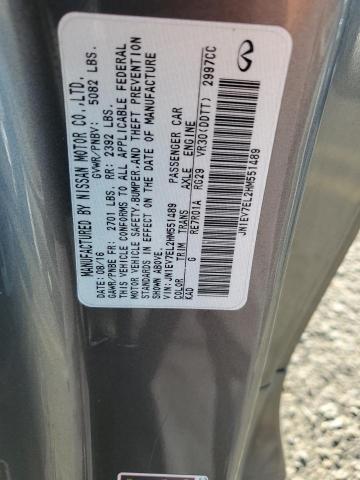 MANUFACTURED BY NISSAN MOTOR CO.,LTD.
DATE: 08/16 GVWR/PNBV: 5082 LBS.
GAWR/PNBE FR: 2701 LBS. RR: 2392 LBS.
THIS VEHICLE CONFORMS TO ALL APPLICABLE FEDERAL
MOTOR VEHICLE SAFETY,BUMPER,AND THEFT PREVENTION
STANDARDS IN EFFECT ON THE DATE OF MANUFACTURE
SHOWN ABOVE.
VIN:JN1EV7EL2HM551489 PASSENGER CAR
COLOR TRIM TRANS AXLE ENGINE
KAD G RE7R01A RG29 VR30(DDTT) 2997CC
JN1EV7EL2HM551489